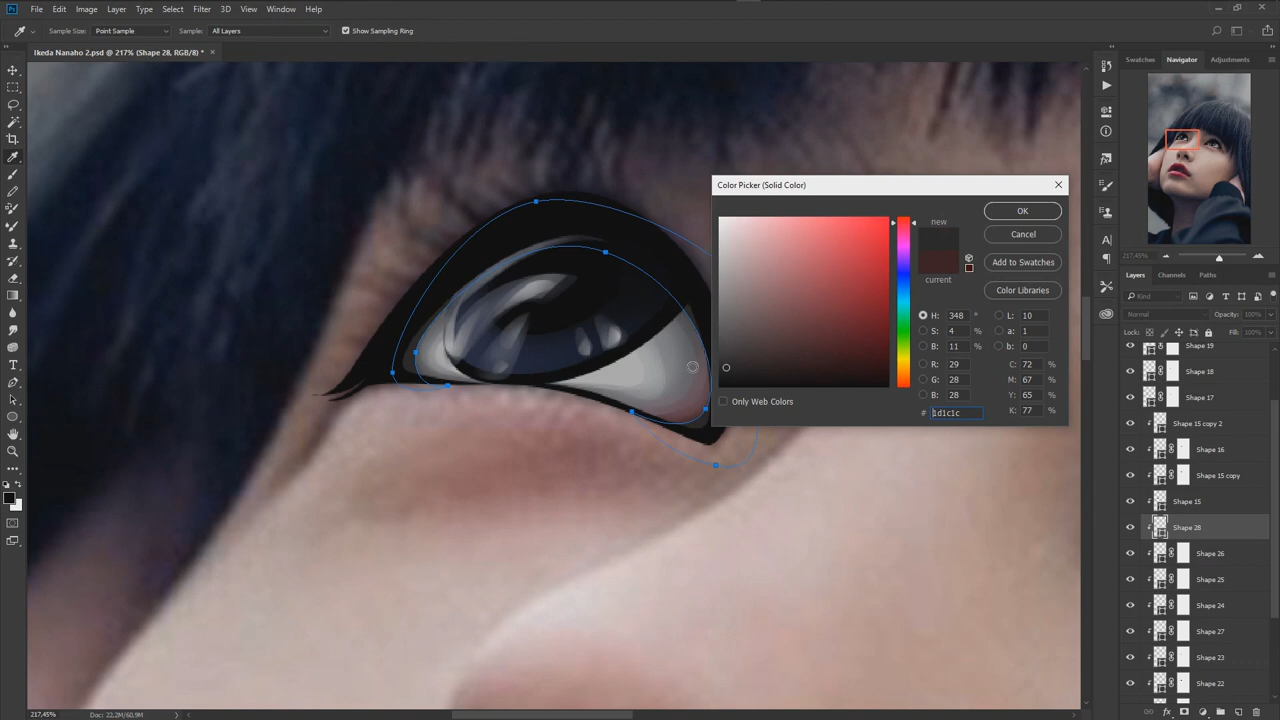 Ps File Edit Image Layer Type Select Filter 3D View Window Help
Sample Size: Point Sample Sample: All Layers Show Sampling Ring
Ikeda Nanaho 2.psd @ 217% (Shape 28, RGB/8) * ×
Swatches Navigator Adjustments
Color Picker (Solid Color)
new
current
OK
Cancel
Add to Swatches
Color Libraries
H: 348 ° L: 10
S: 4 % a: 1
B: 11 % b: 0
R: 29 C: 72 %
G: 28 M: 67 %
B: 28 Y: 65 %
# 1d1c1c K: 77 %
Only Web Colors
217,45%
Layers Channels Paths
Kind
Normal Opacity: 100%
Lock: Fill: 100%
Shape 19
Shape 18
Shape 17
Shape 15 copy 2
Shape 16
Shape 15 copy
Shape 15
Shape 28
Shape 26
Shape 25
Shape 24
Shape 27
Shape 23
Shape 22
fx
217,45% Doc: 22,2M/60,9M